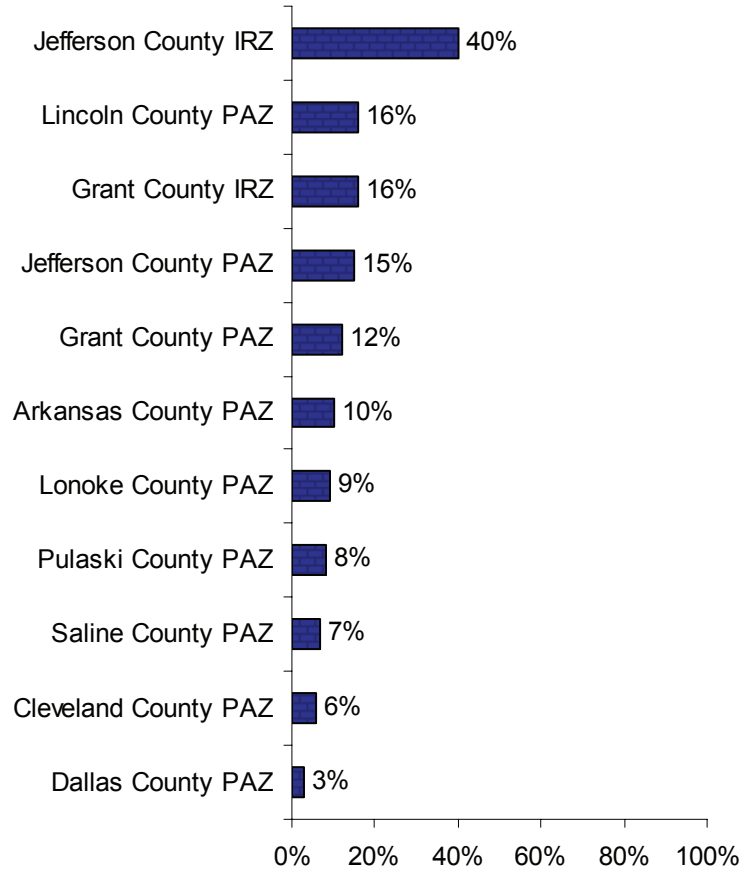 Jefferson County IRZ 40%
Lincoln County PAZ 16%
Grant County IRZ 16%
Jefferson County PAZ 15%
Grant County PAZ 12%
Arkansas County PAZ 10%
Lonoke County PAZ 9%
Pulaski County PAZ 8%
Saline County PAZ 7%
Cleveland County PAZ 6%
Dallas County PAZ 3%
0% 20% 40% 60% 80% 100%